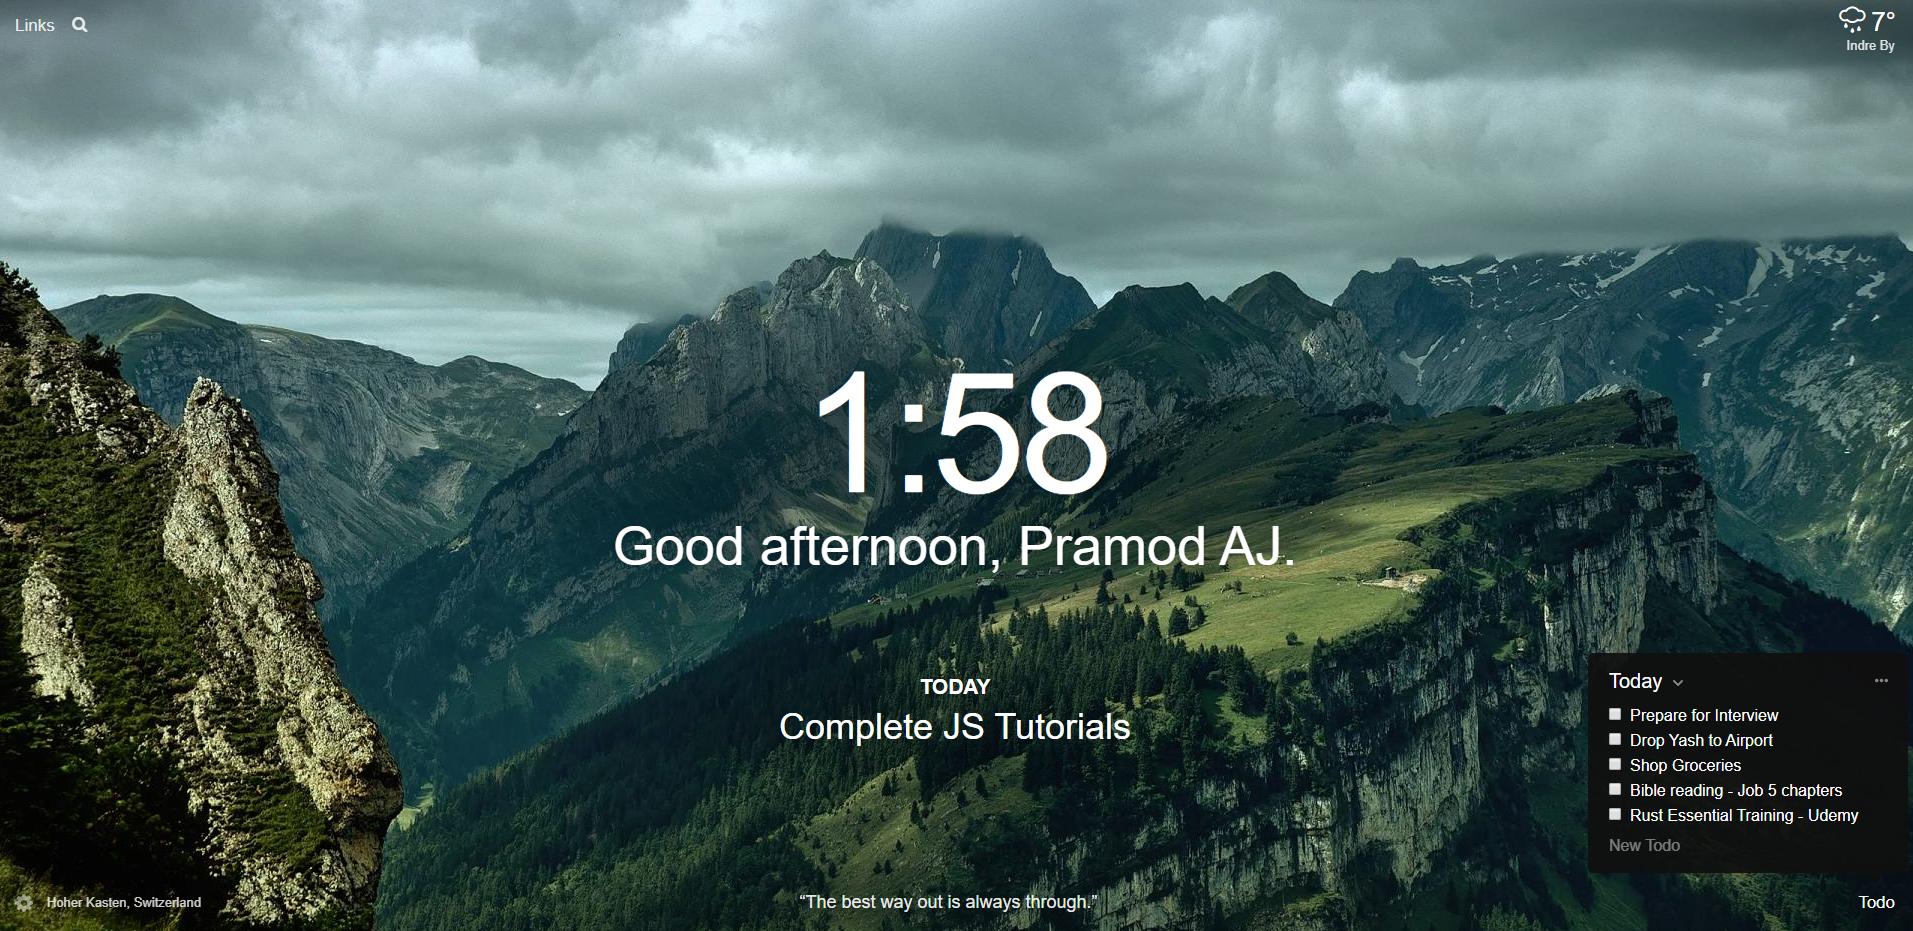 Links
7°
Indre By
1:58
Good afternoon, Pramod AJ.
TODAY
Complete JS Tutorials
Today
Prepare for Interview
Drop Yash to Airport
Shop Groceries
Bible reading - Job 5 chapters
Rust Essential Training - Udemy
New Todo
Hoher Kasten, Switzerland
“The best way out is always through.”
Todo